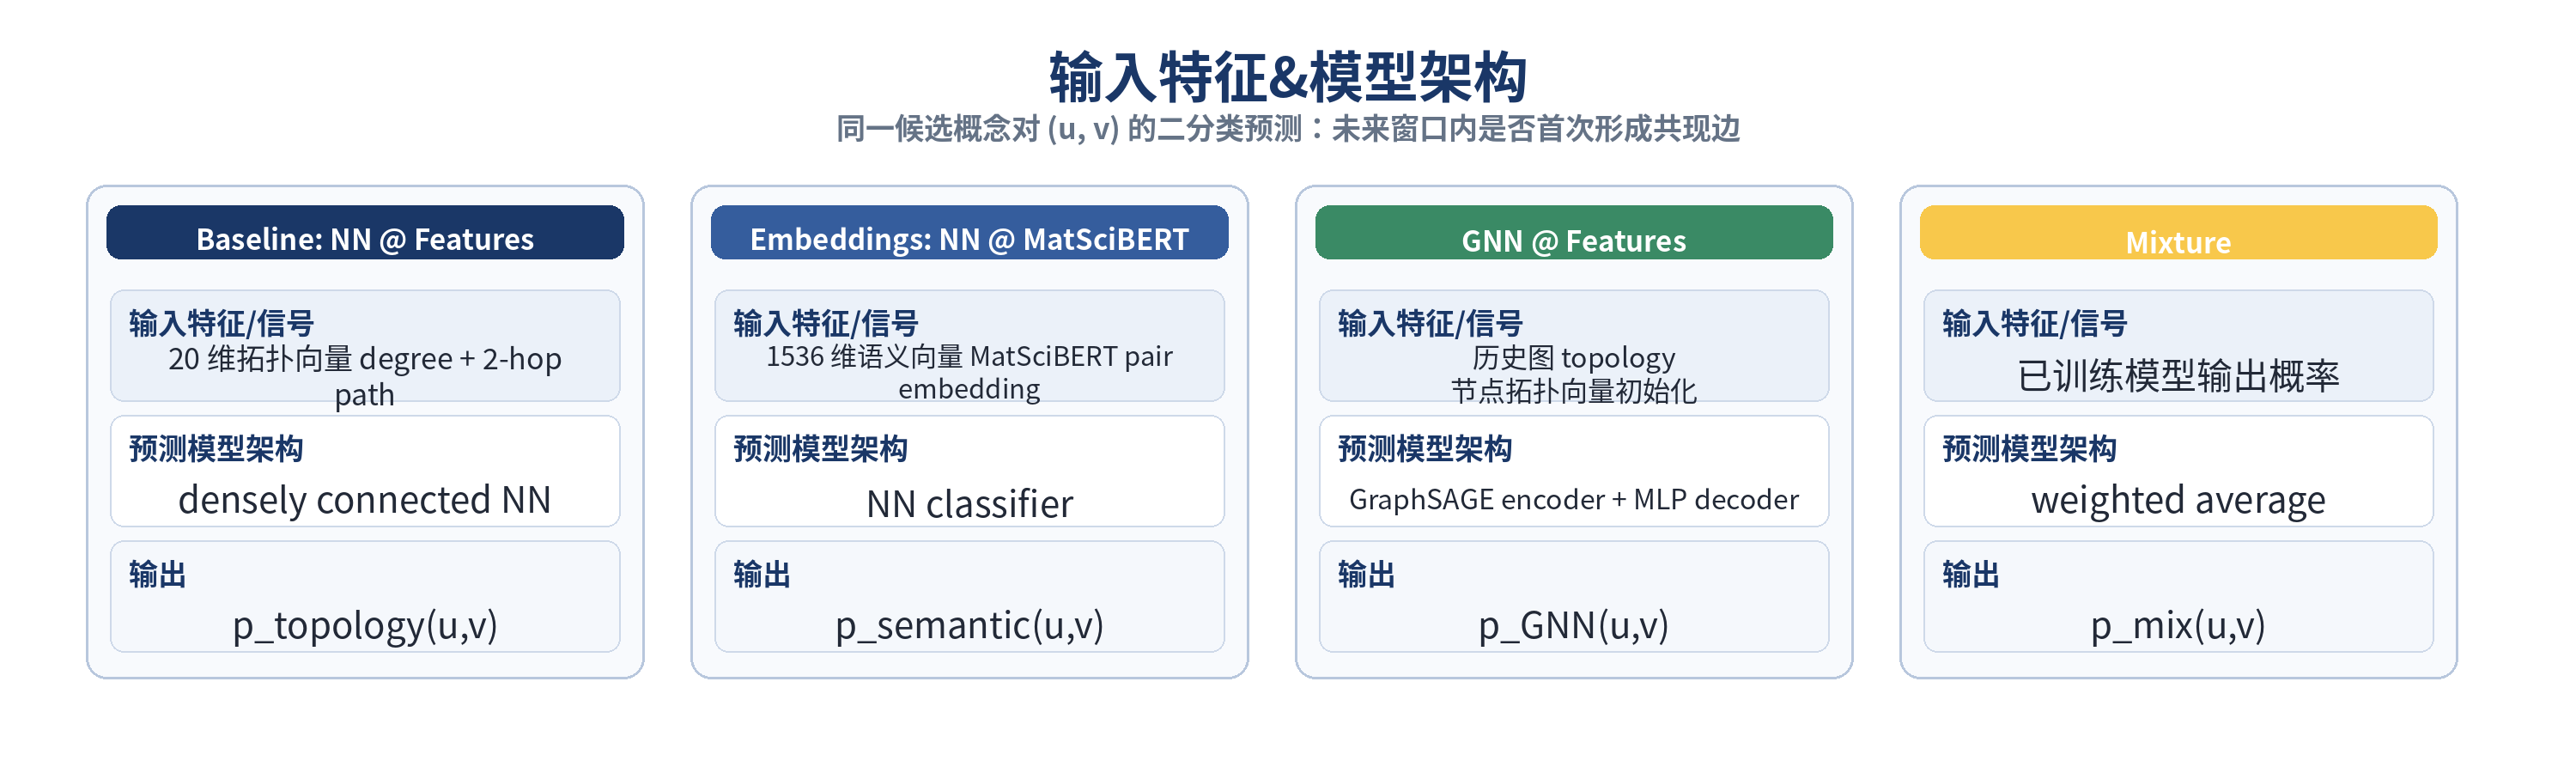 输入特征&模型架构
同一候选概念对 (u, v) 的二分类预测：未来窗口内是否首次形成共现边
Baseline: NN @ Features
输入特征/信号
20 维拓扑向量 degree + 2-hop
path
预测模型架构
densely connected NN
输出
p_topology(u,v)
Embeddings: NN @ MatSciBERT
输入特征/信号
1536 维语义向量 MatSciBERT pair
embedding
预测模型架构
NN classifier
输出
p_semantic(u,v)
GNN @ Features
输入特征/信号
历史图 topology
节点拓扑向量初始化
预测模型架构
GraphSAGE encoder + MLP decoder
输出
p_GNN(u,v)
Mixture
输入特征/信号
已训练模型输出概率
预测模型架构
weighted average
输出
p_mix(u,v)